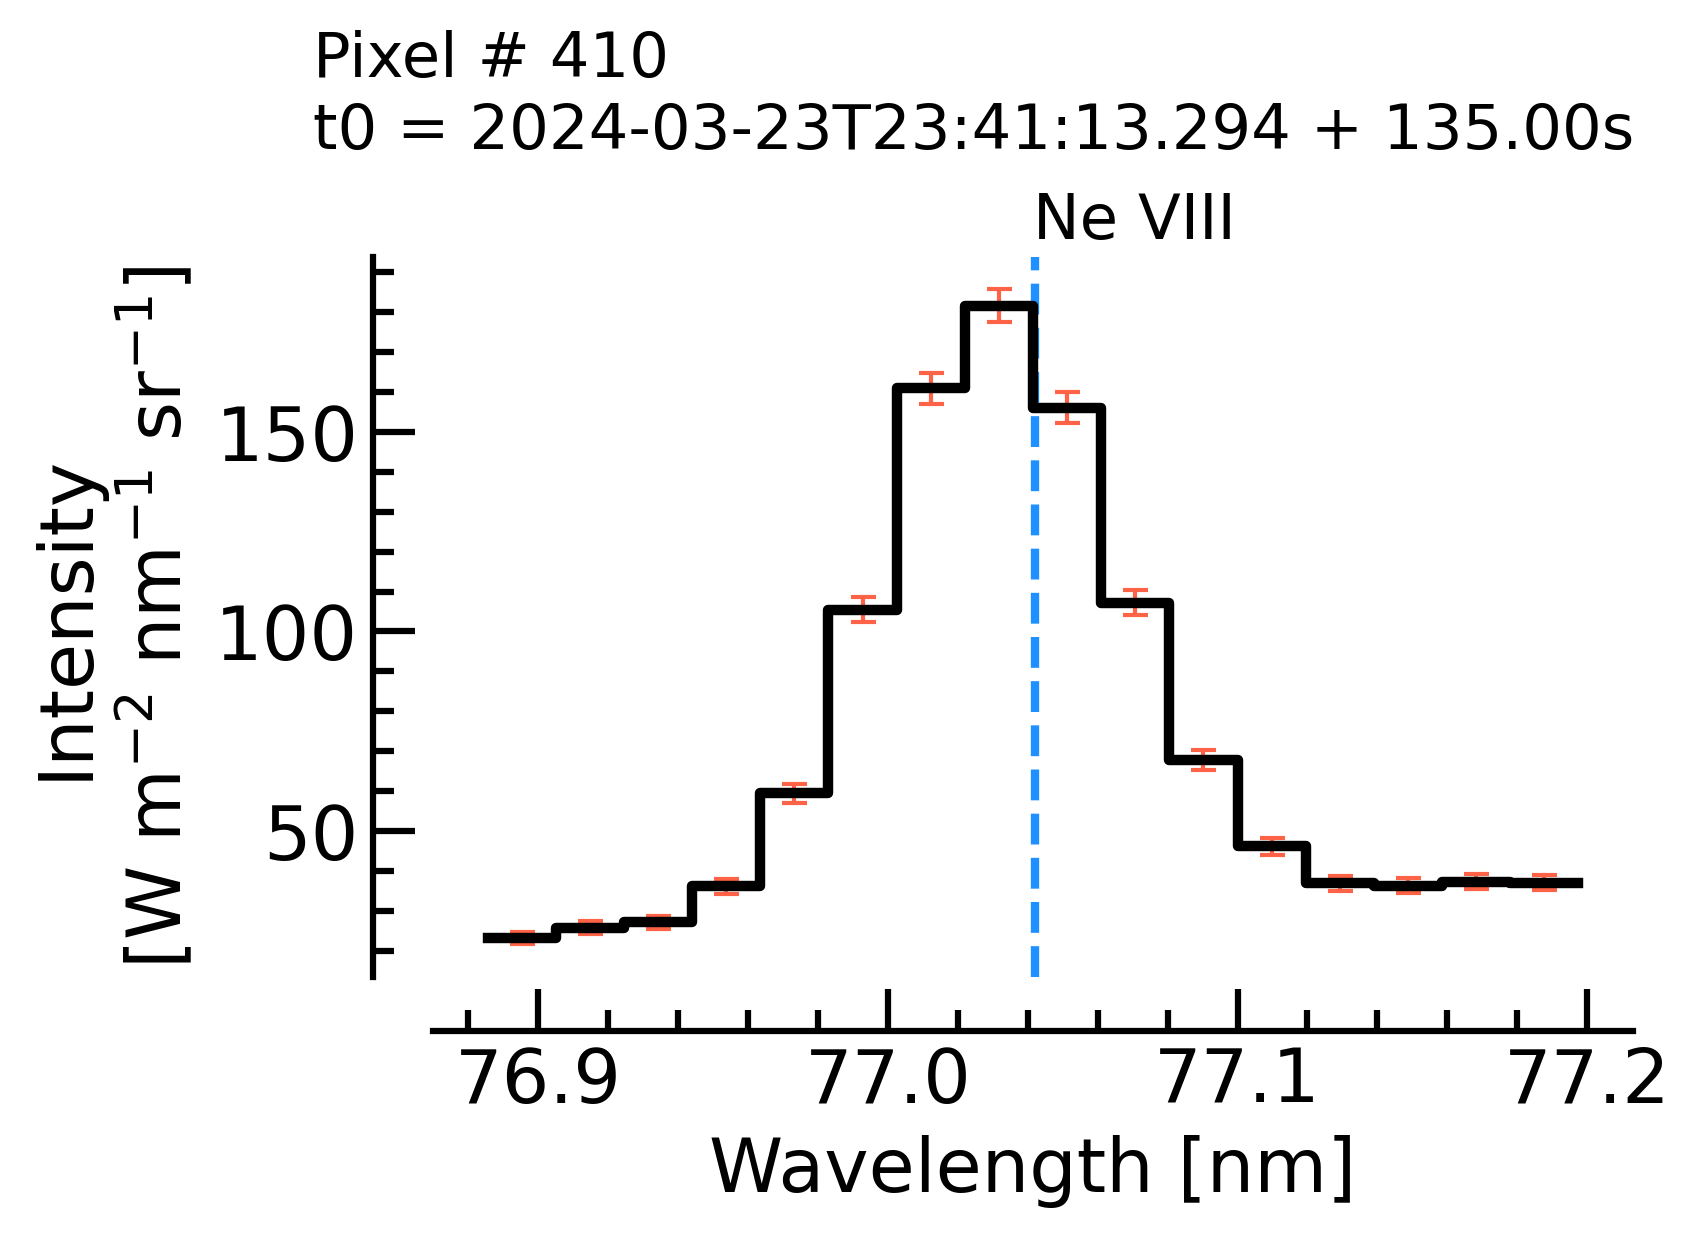 Pixel # 410
t0 = 2024-03-23T23:41:13.294 + 135.00s
Ne VIII
Intensity
[W m⁻² nm⁻¹ sr⁻¹]
150
100
50
76.9 77.0 77.1 77.2
Wavelength [nm]